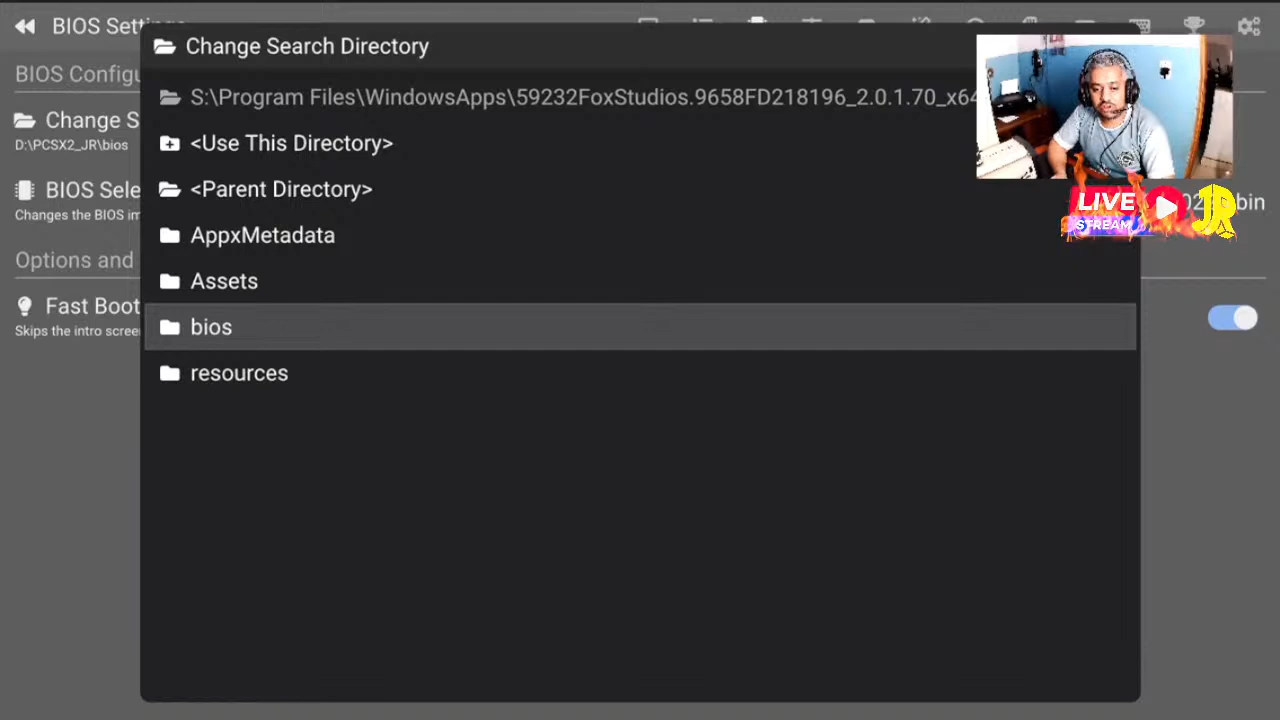 BIOS Sett
Change Search Directory
BIOS Configu
S:\Program Files\WindowsApps\59232FoxStudios.9658FD218196_2.0.1.70_x64
Change S
D:\PCSX2_JR\bios
<Use This Directory>
BIOS Sele
Changes the BIOS im
<Parent Directory>
bin
LIVE
STREAM
JR
AppxMetadata
Options and
Assets
Fast Boot
Skips the intro scree
bios
resources